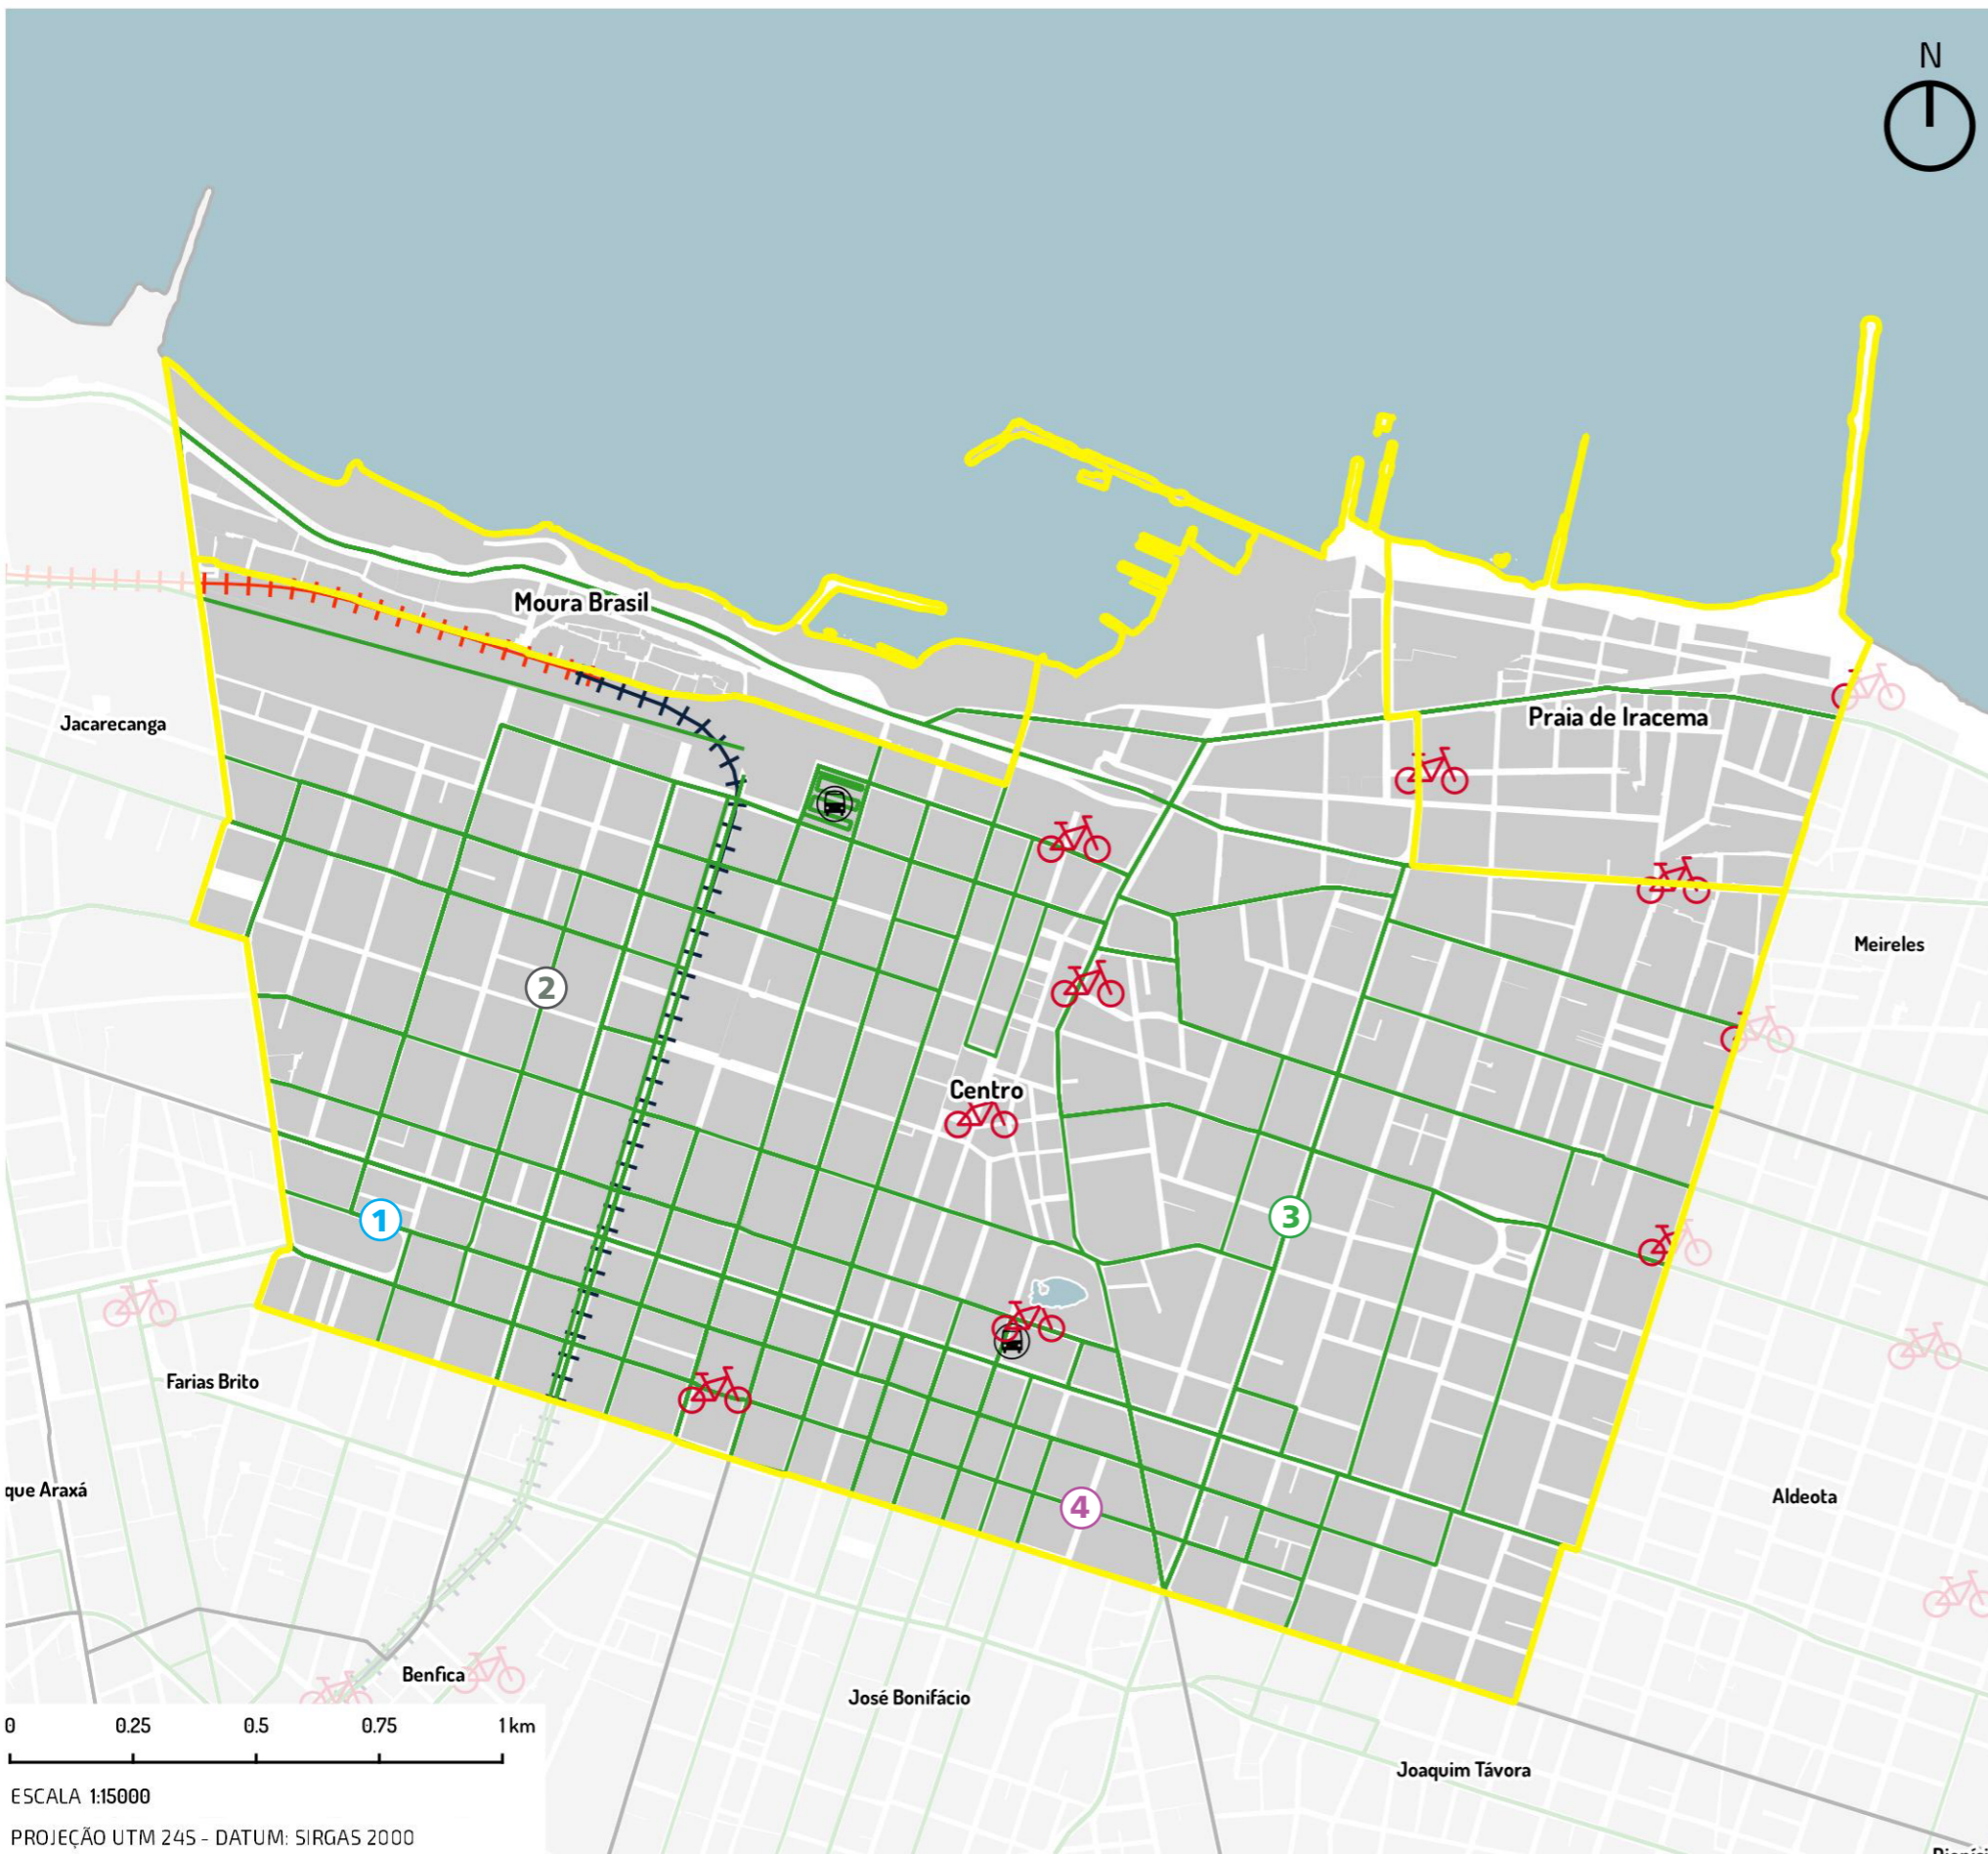 N
Moura Brasil
Praia de Iracema
Jacarecanga
Meireles
2
Centro
1
3
Farias Brito
que Araxá
4
Aldeota
Benfica
José Bonifácio
0 0.25 0.5 0.75 1 km
Joaquim Távora
ESCALA 1:15000
PROJEÇÃO UTM 24S - DATUM: SIRGAS 2000